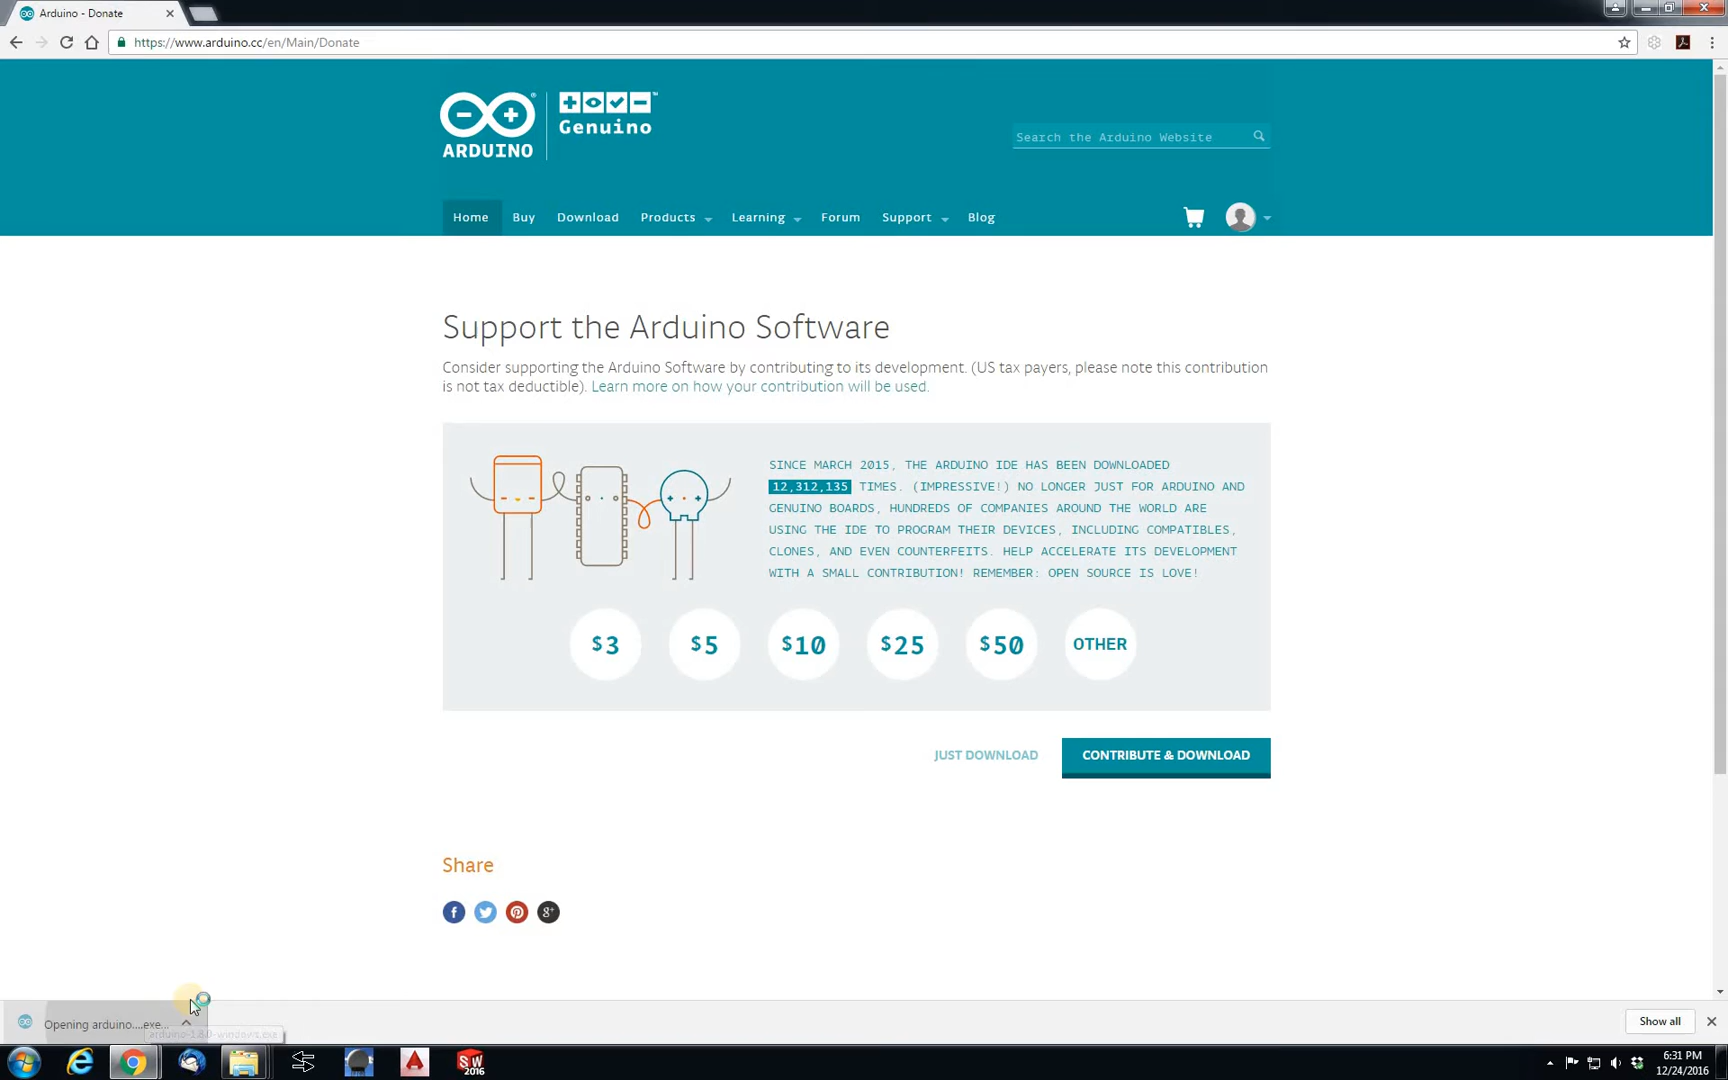 Arduino - Donate
https://www.arduino.cc/en/Main/Donate
ARDUINO
Genuino
Search the Arduino Website
Home Buy Download Products Learning Forum Support Blog
Support the Arduino Software
Consider supporting the Arduino Software by contributing to its development. (US tax payers, please note this contribution
is not tax deductible). Learn more on how your contribution will be used.
SINCE MARCH 2015, THE ARDUINO IDE HAS BEEN DOWNLOADED
12,312,135 TIMES. (IMPRESSIVE!) NO LONGER JUST FOR ARDUINO AND
GENUINO BOARDS, HUNDREDS OF COMPANIES AROUND THE WORLD ARE
USING THE IDE TO PROGRAM THEIR DEVICES, INCLUDING COMPATIBLES,
CLONES, AND EVEN COUNTERFEITS. HELP ACCELERATE ITS DEVELOPMENT
WITH A SMALL CONTRIBUTION! REMEMBER: OPEN SOURCE IS LOVE!
$3 $5 $10 $25 $50 OTHER
JUST DOWNLOAD CONTRIBUTE & DOWNLOAD
Share
Opening arduino....exe...
arduino-1.8.0-windows.exe
Show all
SW
2016
6:31 PM
12/24/2016